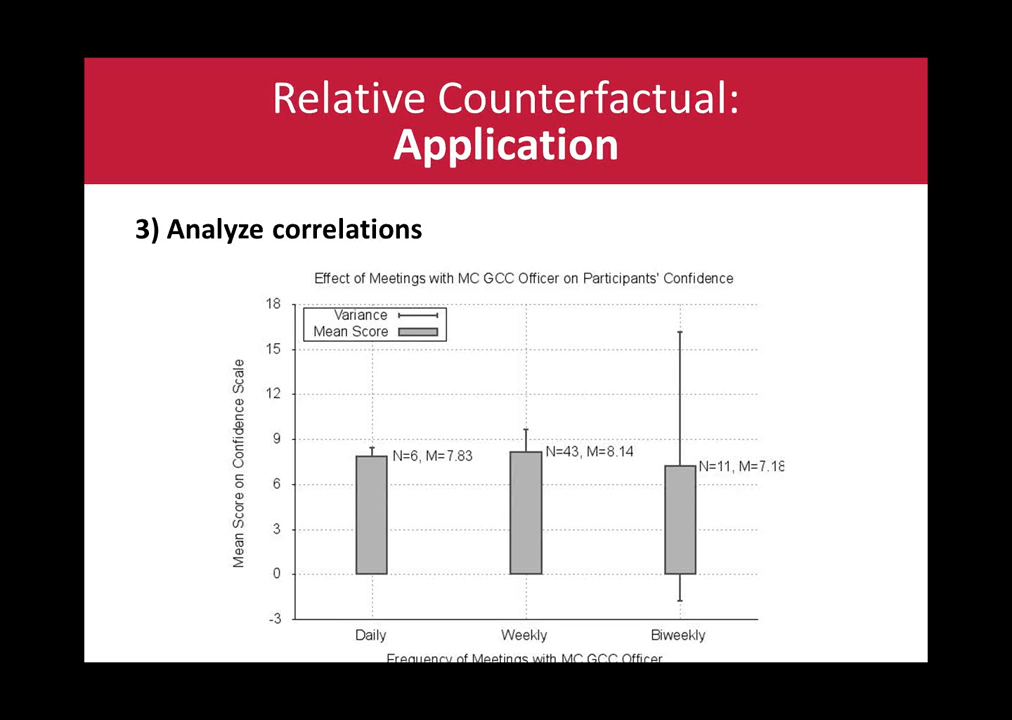 Relative Counterfactual:
Application
3) Analyze correlations
Effect of Meetings with MC GCC Officer on Participants' Confidence
Variance
Mean Score
18
15
12
9
6
3
0
-3
Mean Score on Confidence Scale
N=6, M=7.83
N=43, M=8.14
N=11, M=7.18
Daily
Weekly
Biweekly
Frequency of Meetings with MC GCC Officer